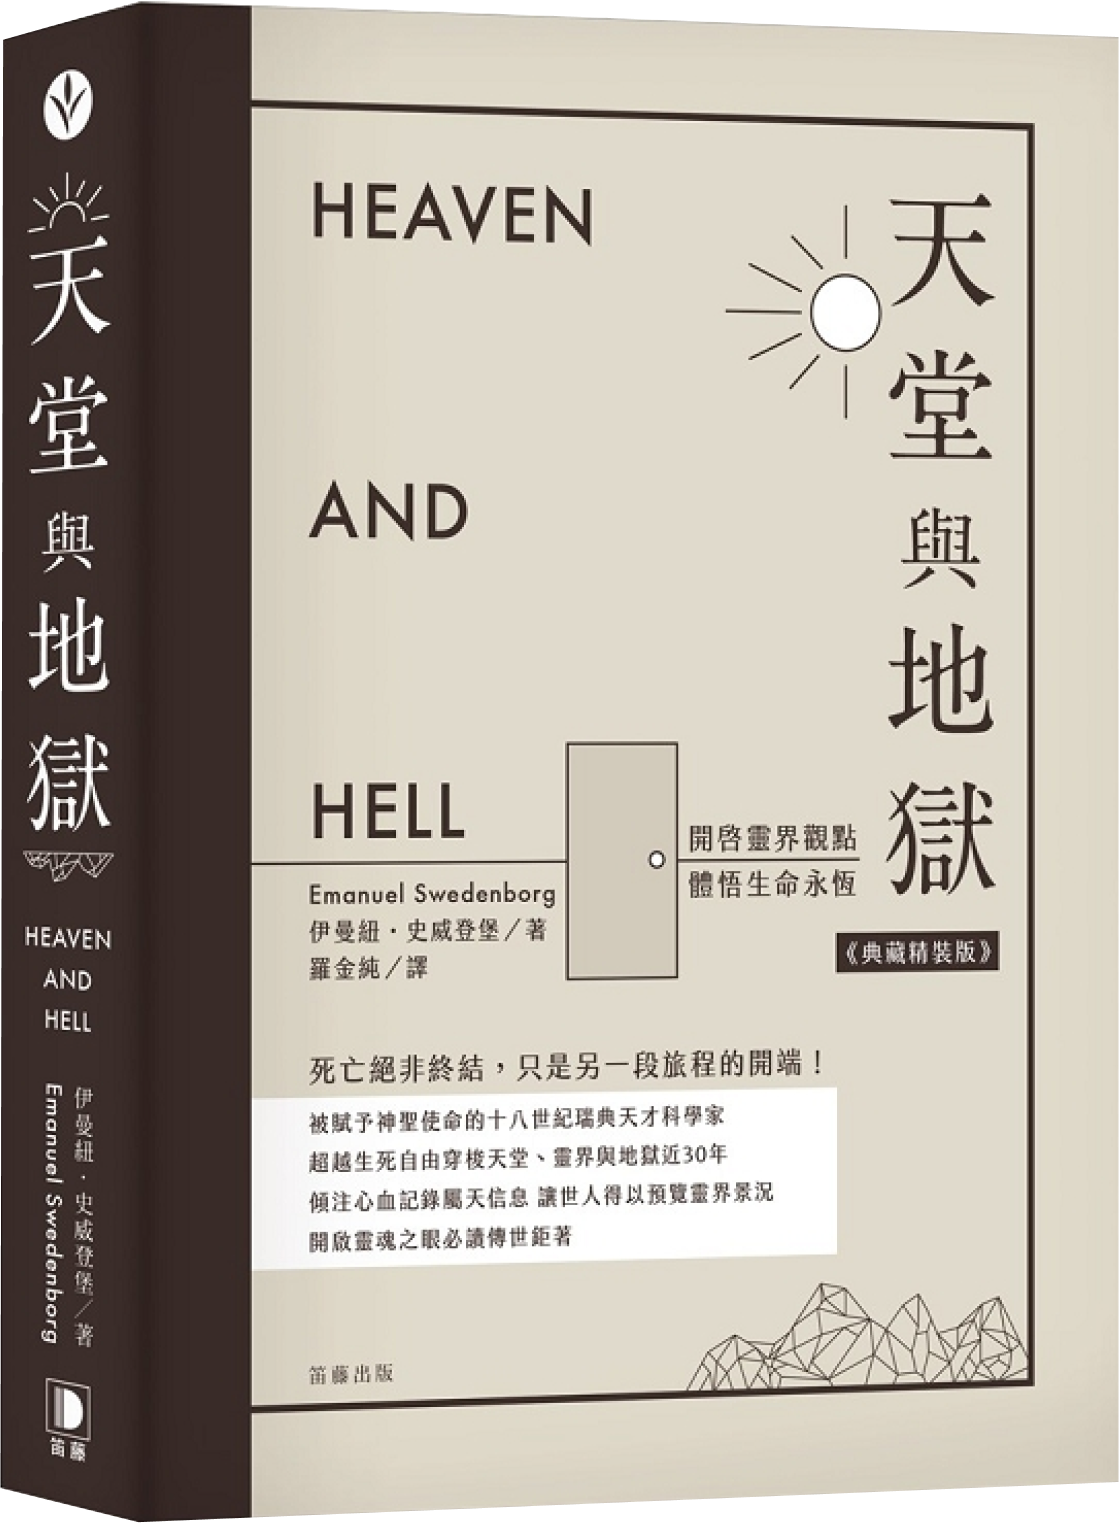 天堂與地獄
HEAVEN
AND
HELL
伊曼紐・史威登堡／著
Emanuel Swedenborg
笛藤
HEAVEN
AND
HELL
天堂與地獄
《典藏精裝版》
開啓靈界觀點
體悟生命永恆
Emanuel Swedenborg
伊曼紐・史威登堡／著
羅金純／譯
死亡絕非終結，只是另一段旅程的開端！
被賦予神聖使命的十八世紀瑞典天才科學家
超越生死自由穿梭天堂、靈界與地獄近30年
傾注心血記錄屬天信息 讓世人得以預覽靈界景況
開啟靈魂之眼必讀傳世鉅著
笛藤出版